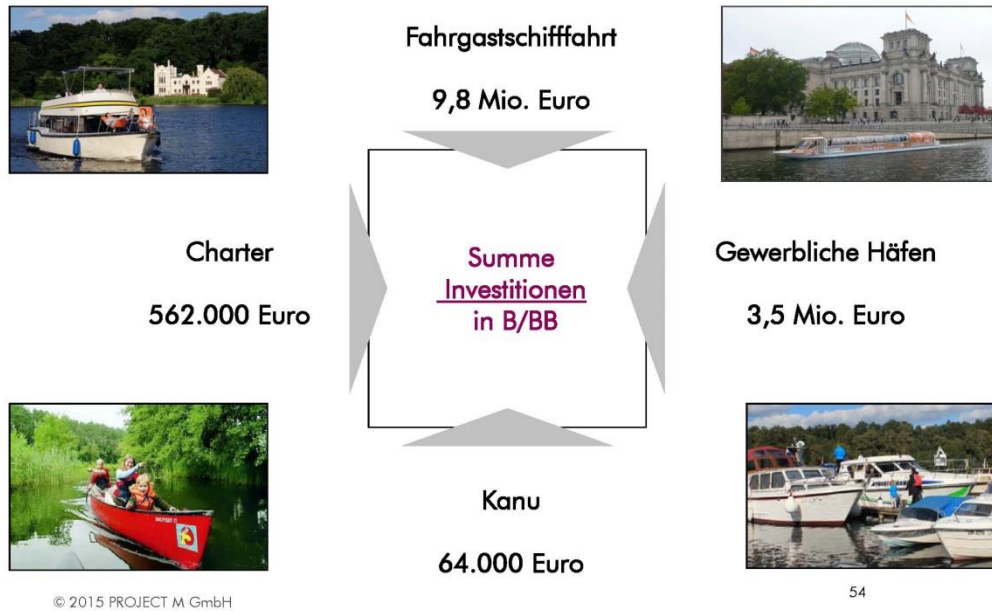 Fahrgastschifffahrt
9,8 Mio. Euro
Charter
562.000 Euro
Summe
Investitionen
in B/BB
Gewerbliche Häfen
3,5 Mio. Euro
Kanu
64.000 Euro
© 2015 PROJECT M GmbH
54